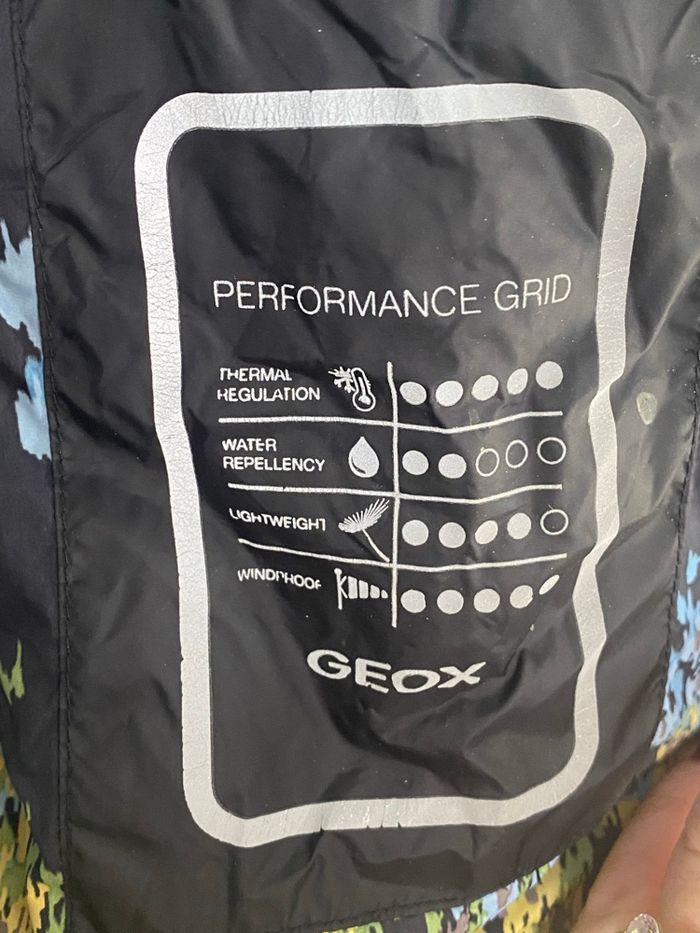 PERFORMANCE GRID
THERMAL
REGULATION
WATER
REPELLENCY
LIGHTWEIGHT
WINDPROOF
GEOX